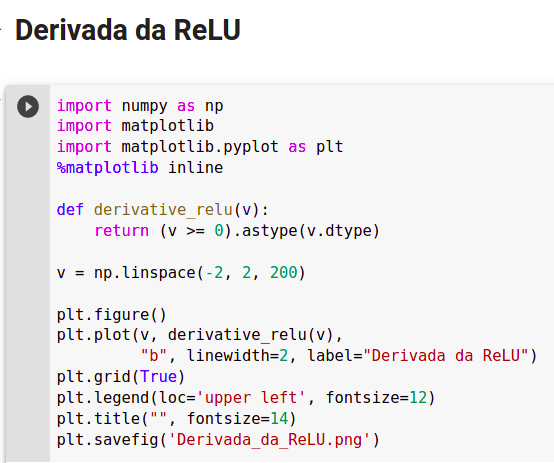 Derivada da ReLU
import numpy as np
import matplotlib
import matplotlib.pyplot as plt
%matplotlib inline
def derivative_relu(v):
    return (v >= 0).astype(v.dtype)
v = np.linspace(-2, 2, 200)
plt.figure()
plt.plot(v, derivative_relu(v),
         "b", linewidth=2, label="Derivada da ReLU")
plt.grid(True)
plt.legend(loc='upper left', fontsize=12)
plt.title("", fontsize=14)
plt.savefig('Derivada_da_ReLU.png')